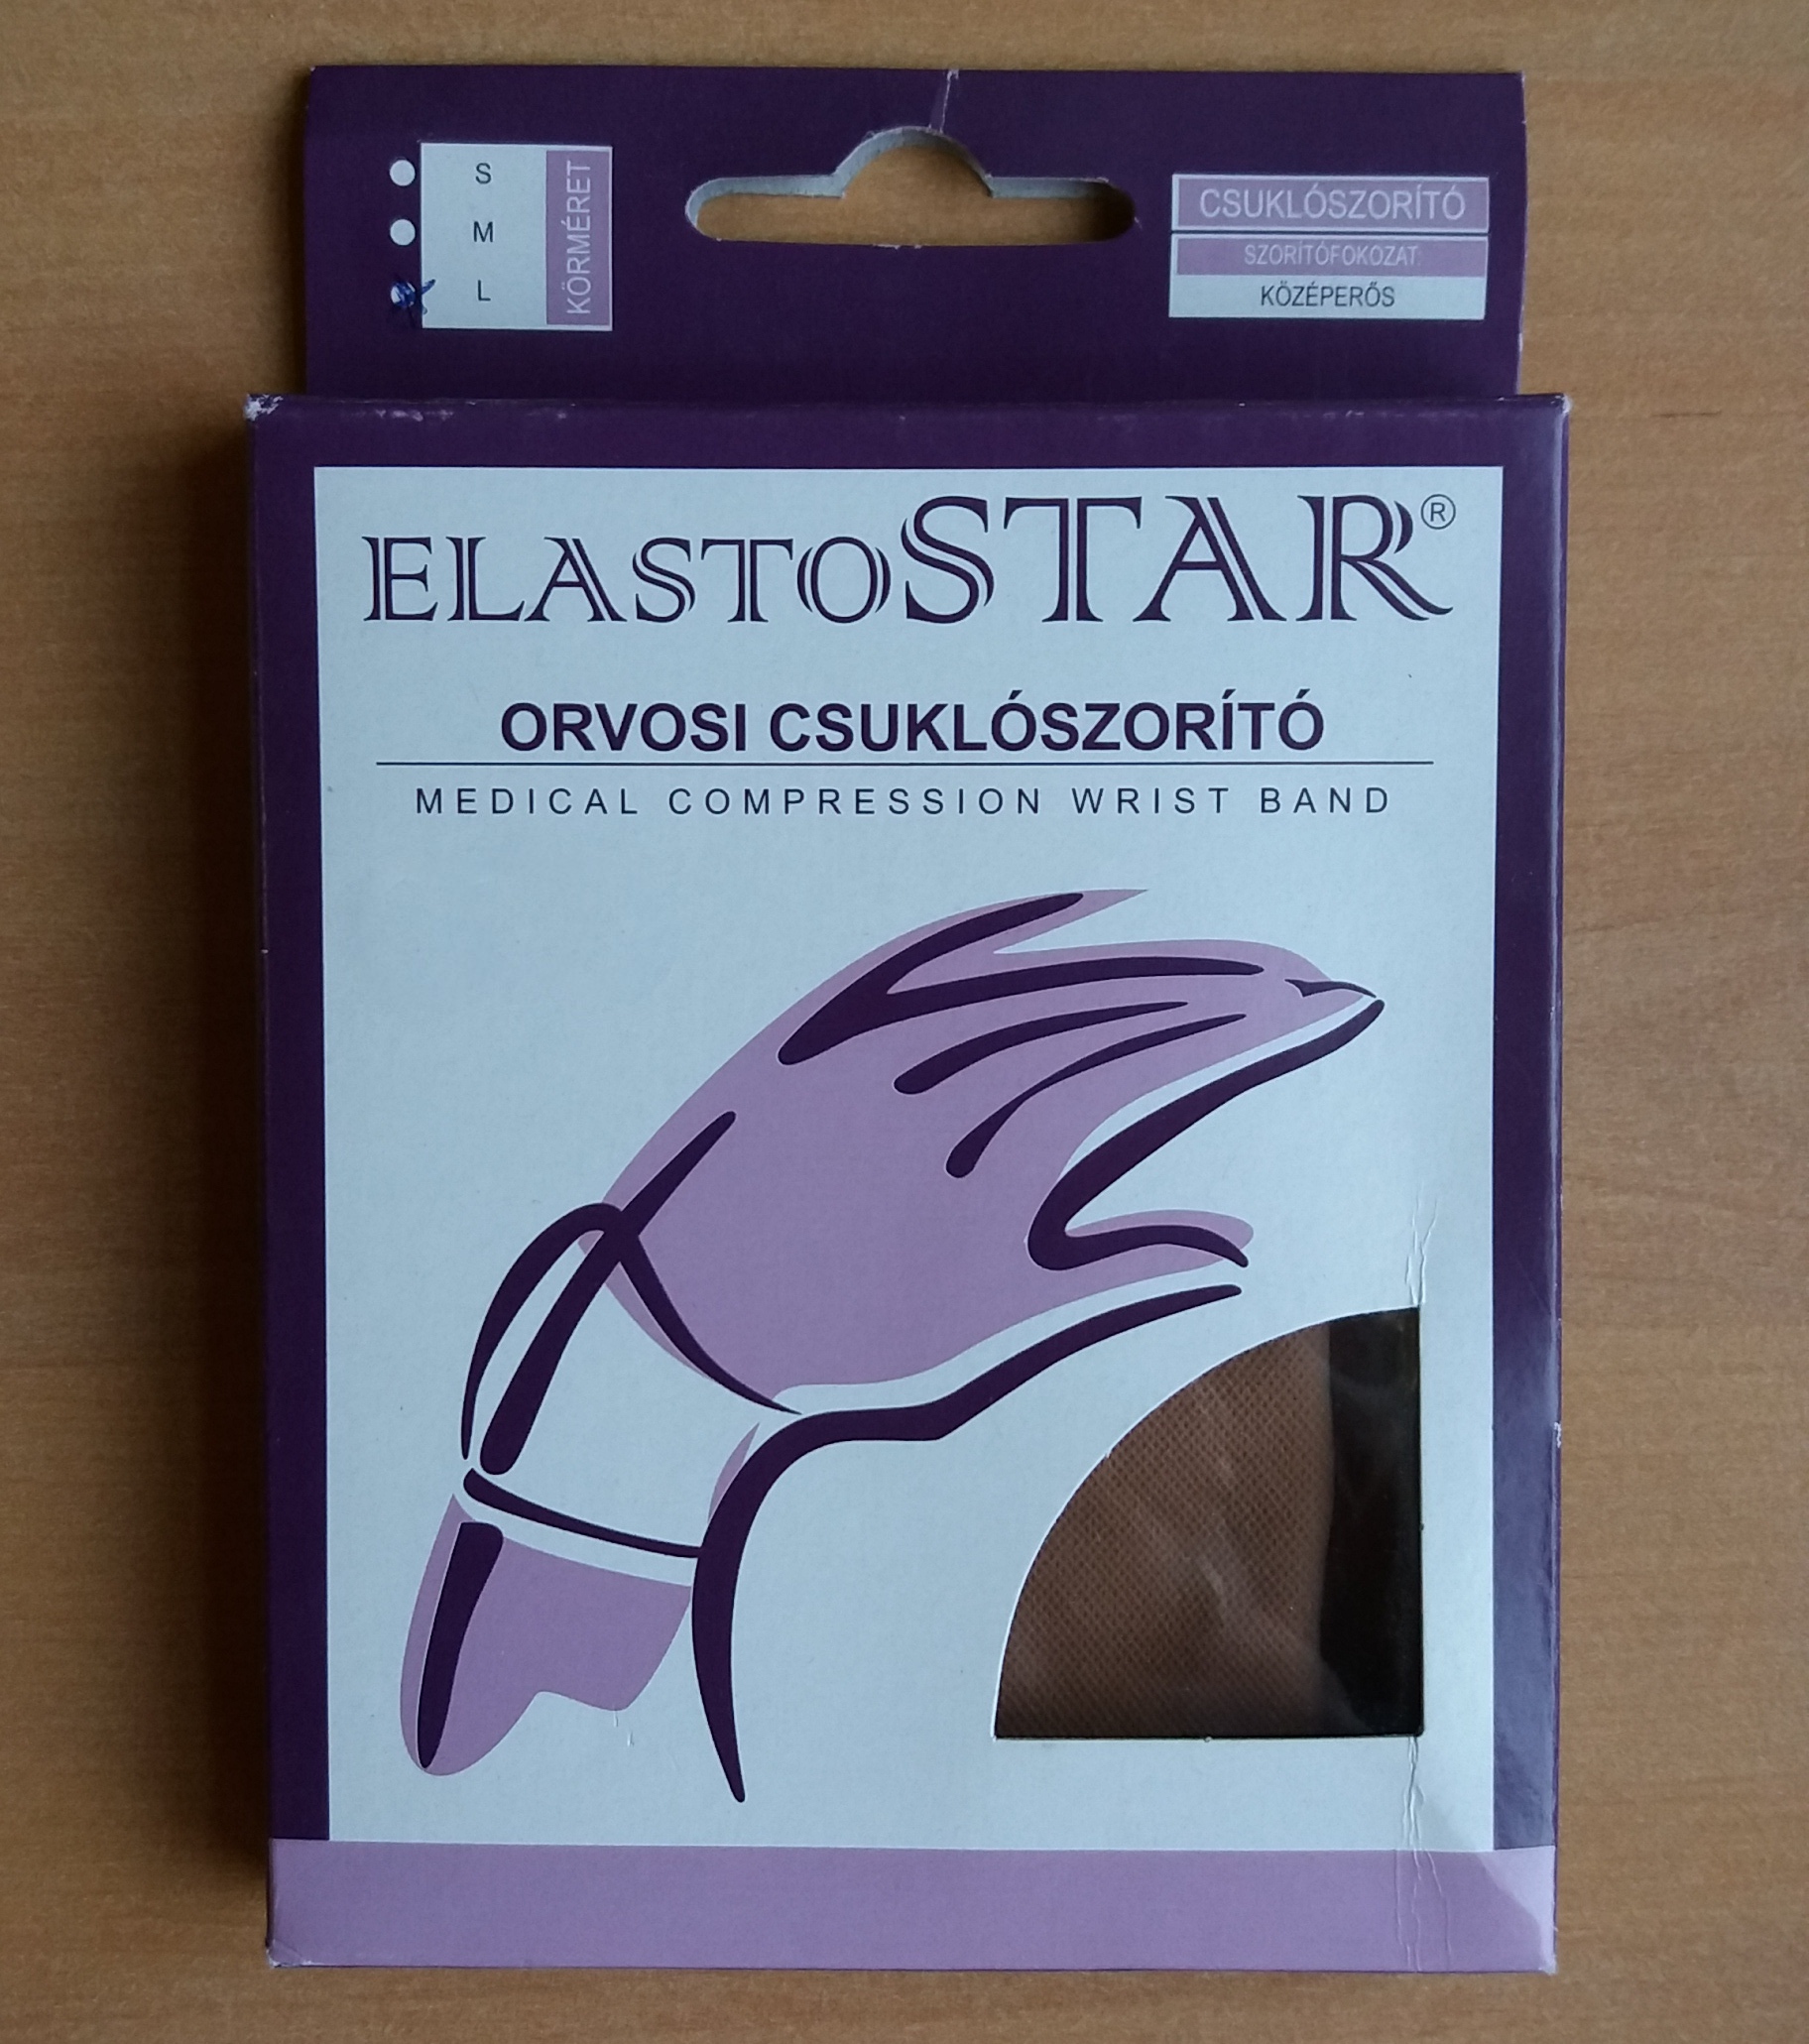 S
M
L
KÖRMÉRET
CSUKLÓSZORÍTÓ
SZORÍTÓFOKOZAT:
KÖZÉPERŐS
ELASTOSTAR®
ORVOSI CSUKLÓSZORÍTÓ
MEDICAL COMPRESSION WRIST BAND